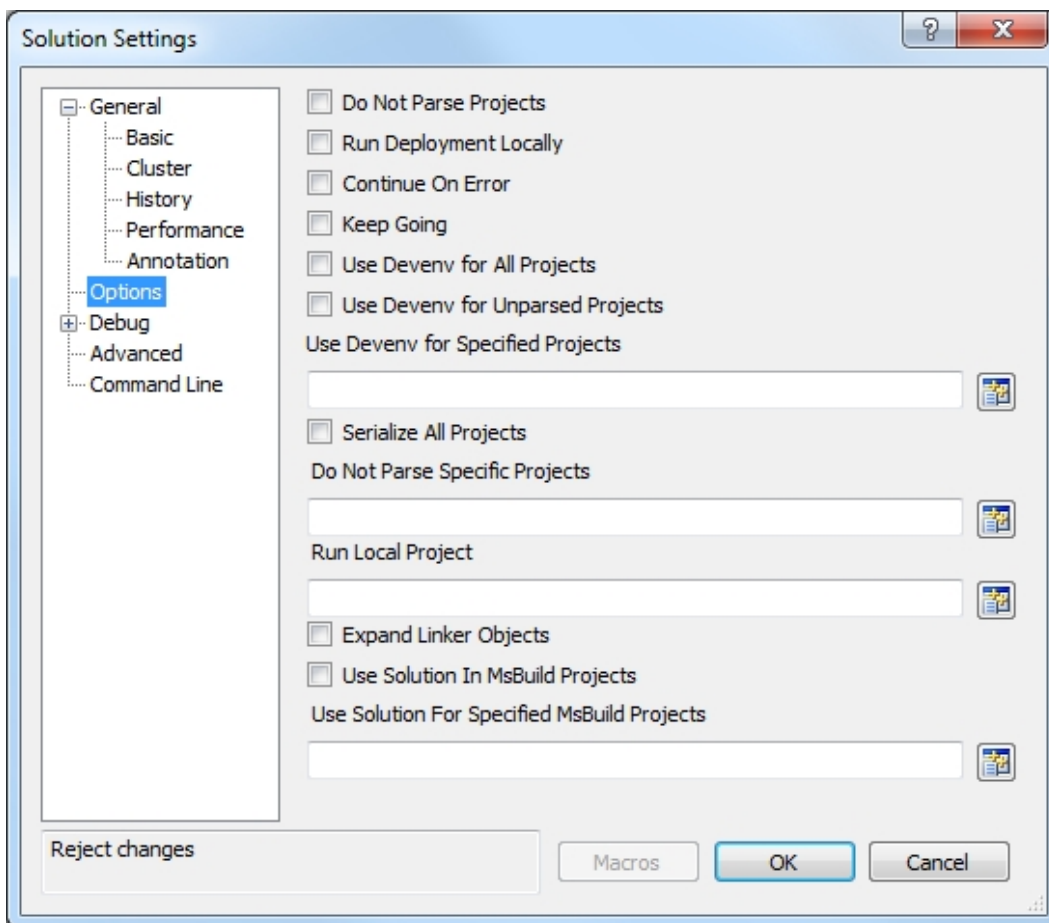 Solution Settings
General
Basic
Cluster
History
Performance
Annotation
Options
Debug
Advanced
Command Line
Do Not Parse Projects
Run Deployment Locally
Continue On Error
Keep Going
Use Devenv for All Projects
Use Devenv for Unparsed Projects
Use Devenv for Specified Projects
Serialize All Projects
Do Not Parse Specific Projects
Run Local Project
Expand Linker Objects
Use Solution In MsBuild Projects
Use Solution For Specified MsBuild Projects
Reject changes
Macros
OK
Cancel